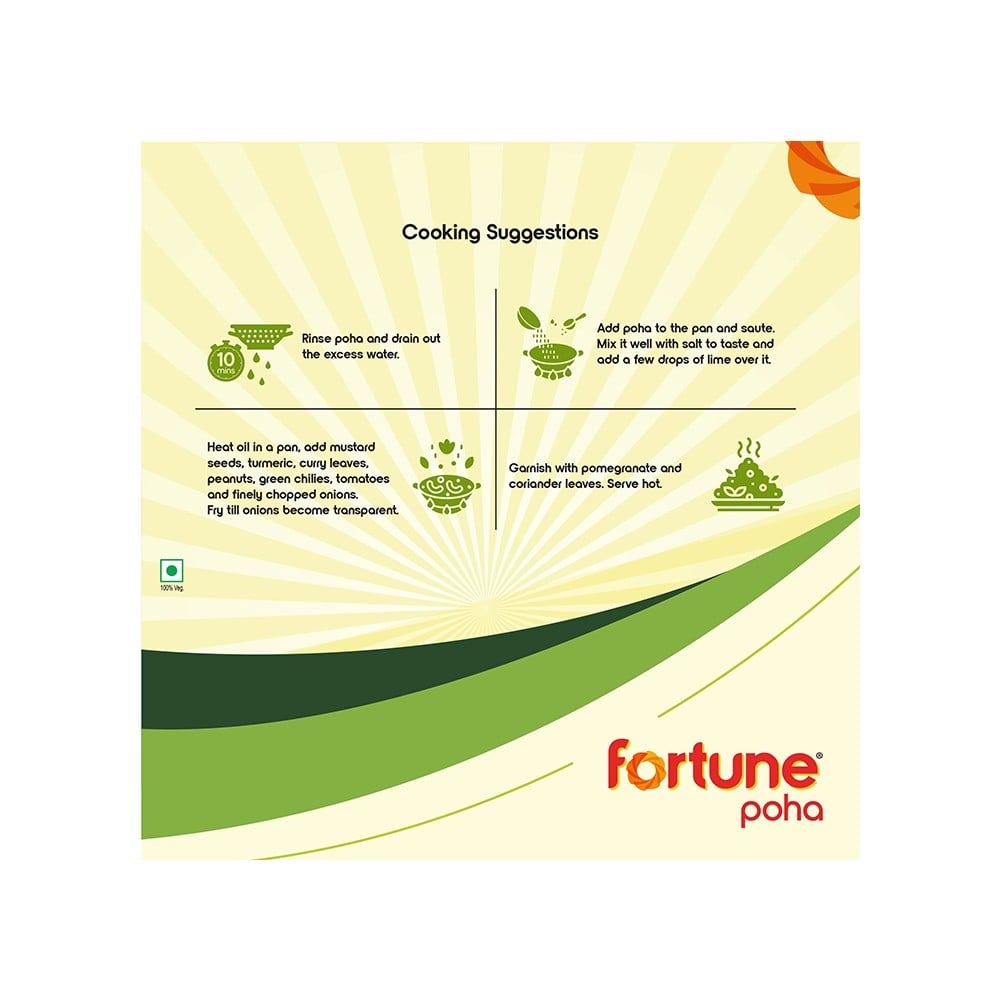 Cooking Suggestions
10
mins
Rinse poha and drain out
the excess water.
Heat oil in a pan, add mustard
seeds, turmeric, curry leaves,
peanuts, green chilies, tomatoes
and finely chopped onions.
Fry till onions become transparent.
Add poha to the pan and saute.
Mix it well with salt to taste and
add a few drops of lime over it.
Garnish with pomegranate and
coriander leaves. Serve hot.
100% Veg.
fortune®
poha